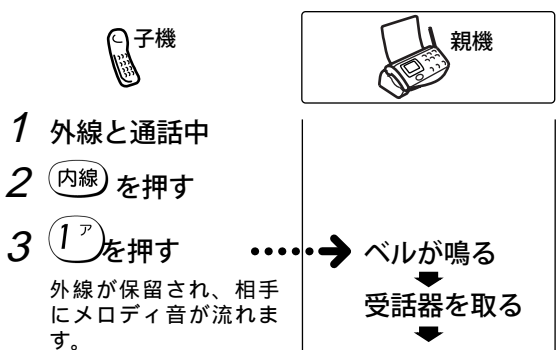 子機
親機
1 外線と通話中
2 内線 を押す
3 1ア を押す
外線が保留され、相手
にメロディ音が流れま
す。
ベルが鳴る
受話器を取る